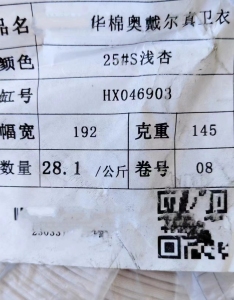 品名 华棉奥戴尔真卫衣
颜色 25#S浅杏
缸号 HX046903
幅宽 192 克重 145
数量 28.1 /公斤 卷号 08